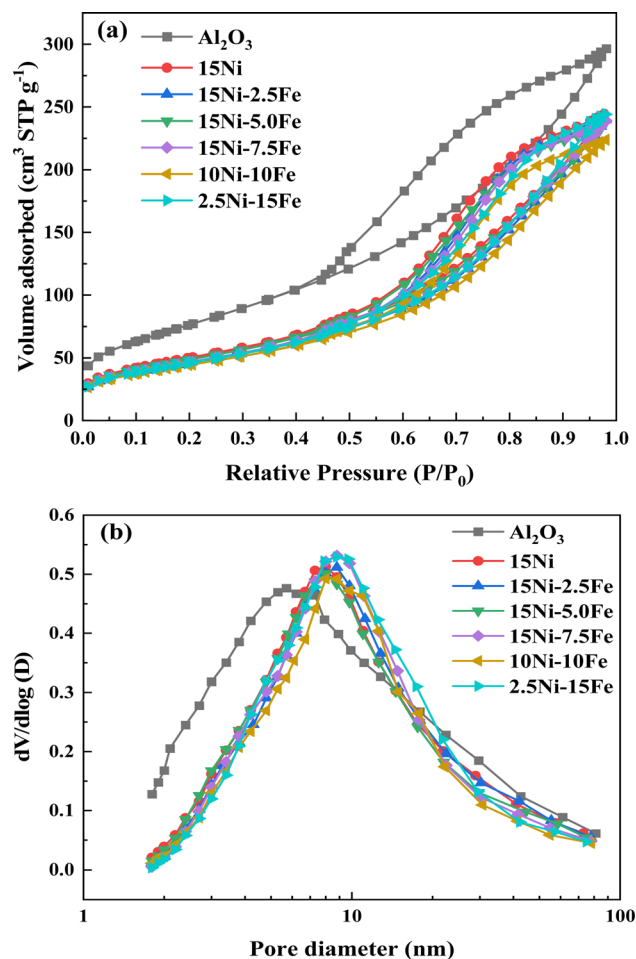 (a)
Al₂O₃
15Ni
15Ni-2.5Fe
15Ni-5.0Fe
15Ni-7.5Fe
10Ni-10Fe
2.5Ni-15Fe
Volume adsorbed (cm³ STP g⁻¹)
300
250
200
150
100
50
0
0.0 0.1 0.2 0.3 0.4 0.5 0.6 0.7 0.8 0.9 1.0
Relative Pressure (P/P₀)
(b)
Al₂O₃
15Ni
15Ni-2.5Fe
15Ni-5.0Fe
15Ni-7.5Fe
10Ni-10Fe
2.5Ni-15Fe
dV/dlog (D)
0.6
0.5
0.4
0.3
0.2
0.1
0.0
1 10 100
Pore diameter (nm)